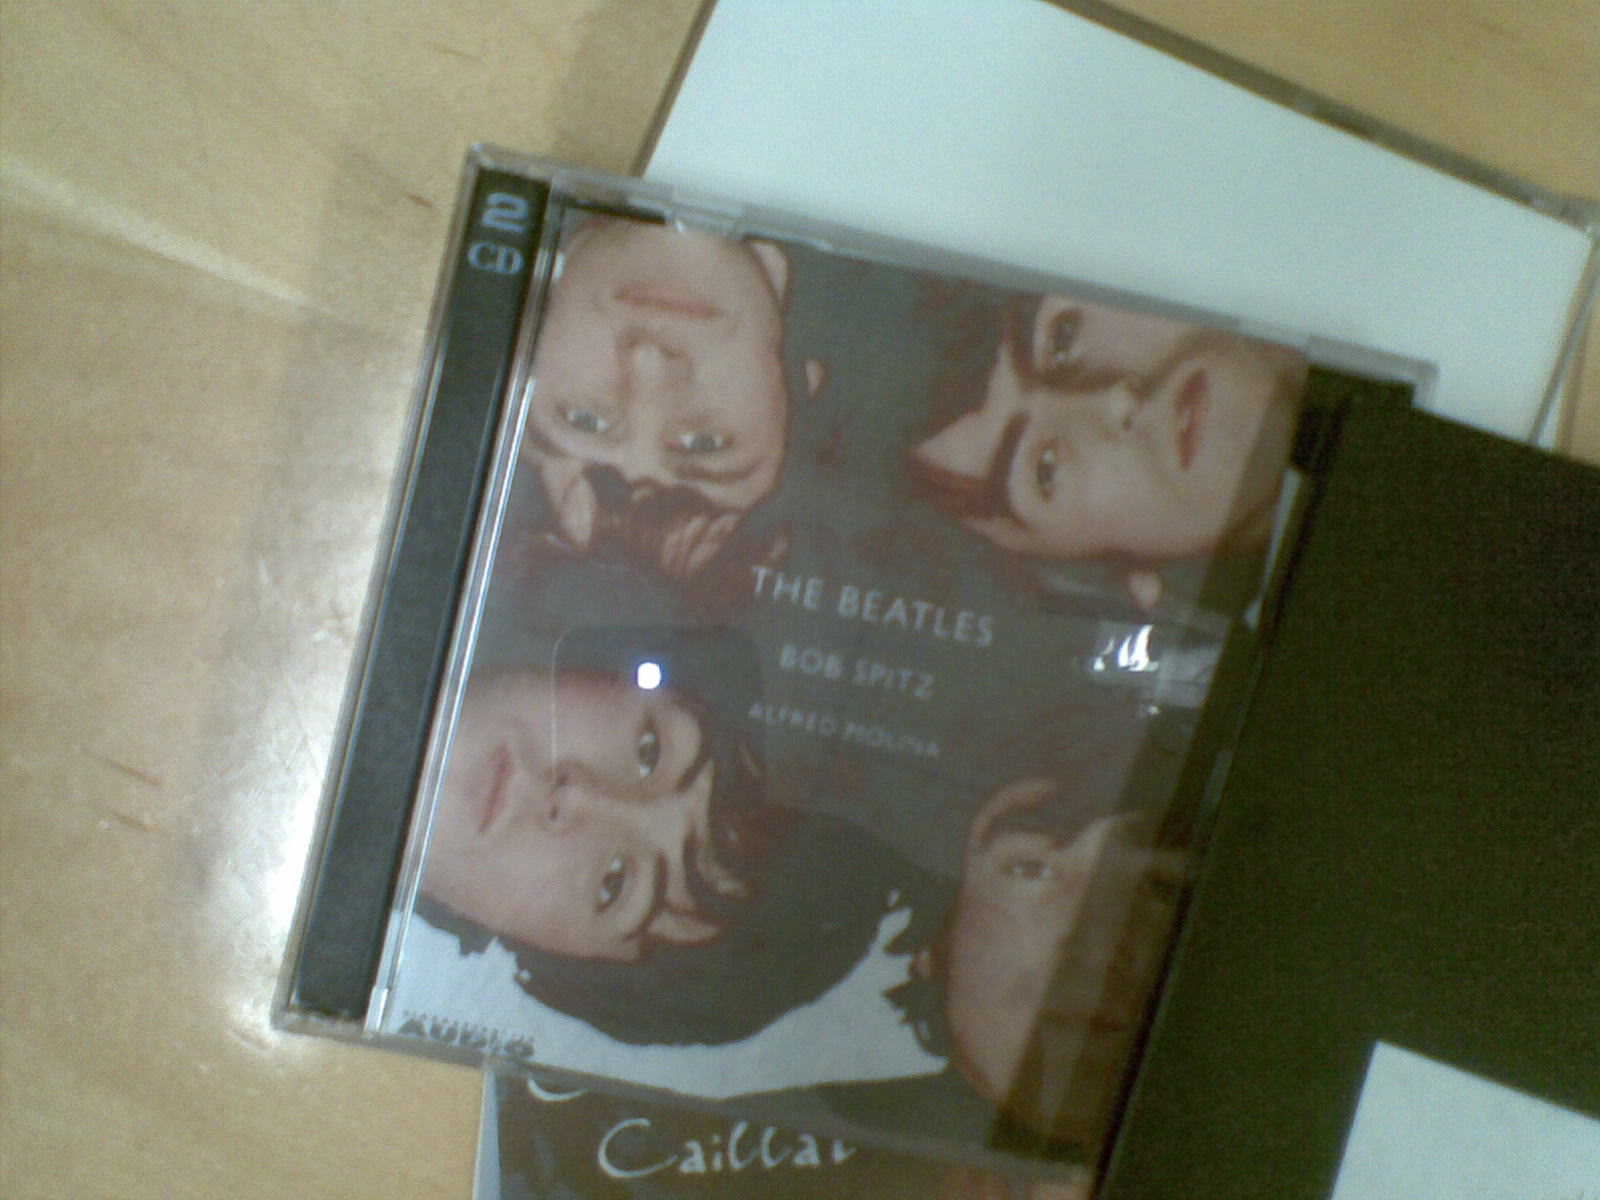 2
CD
THE BEATLES
BOB SPITZ
ALFRED MOLINA
AUDIO